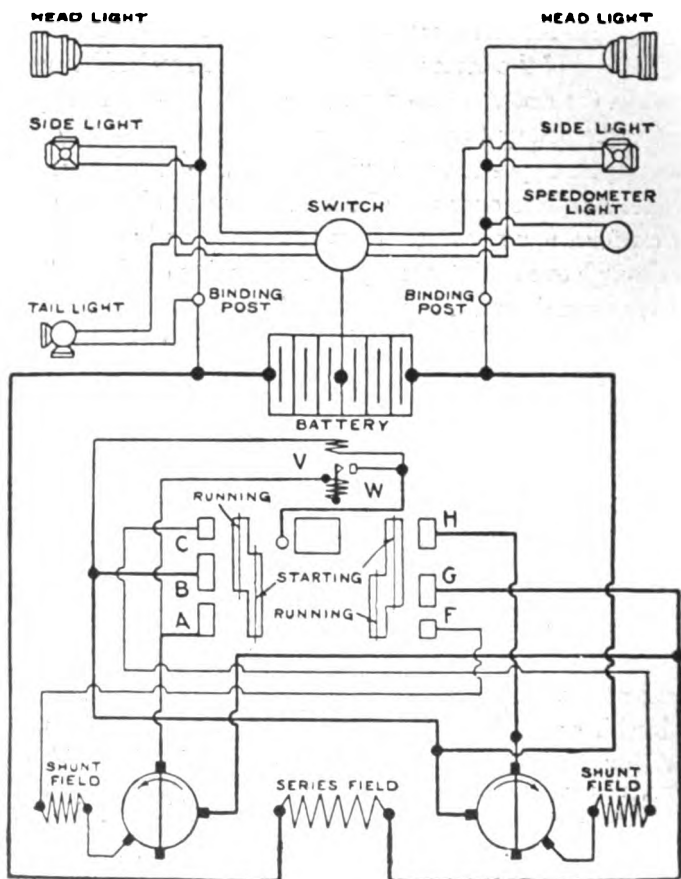 HEAD LIGHT
HEAD LIGHT
SIDE LIGHT
SIDE LIGHT
SWITCH
SPEEDOMETER
LIGHT
TAIL LIGHT
BINDING
POST
BINDING
POST
BATTERY
V
W
RUNNING
C
H
B
STARTING
G
A
RUNNING
F
SHUNT
FIELD
SERIES FIELD
SHUNT
FIELD